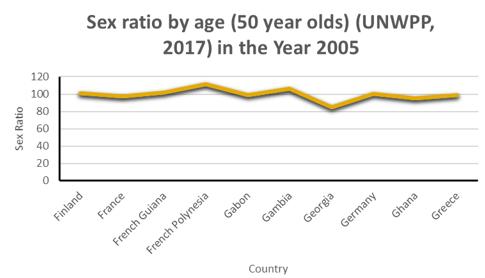 Sex ratio by age (50 year olds) (UNWPP,
2017) in the Year 2005
120
100
80
60
40
20
0
Sex Ratio
Finland
France
French Guiana
French Polynesia
Gabon
Gambia
Georgia
Germany
Ghana
Greece
Country